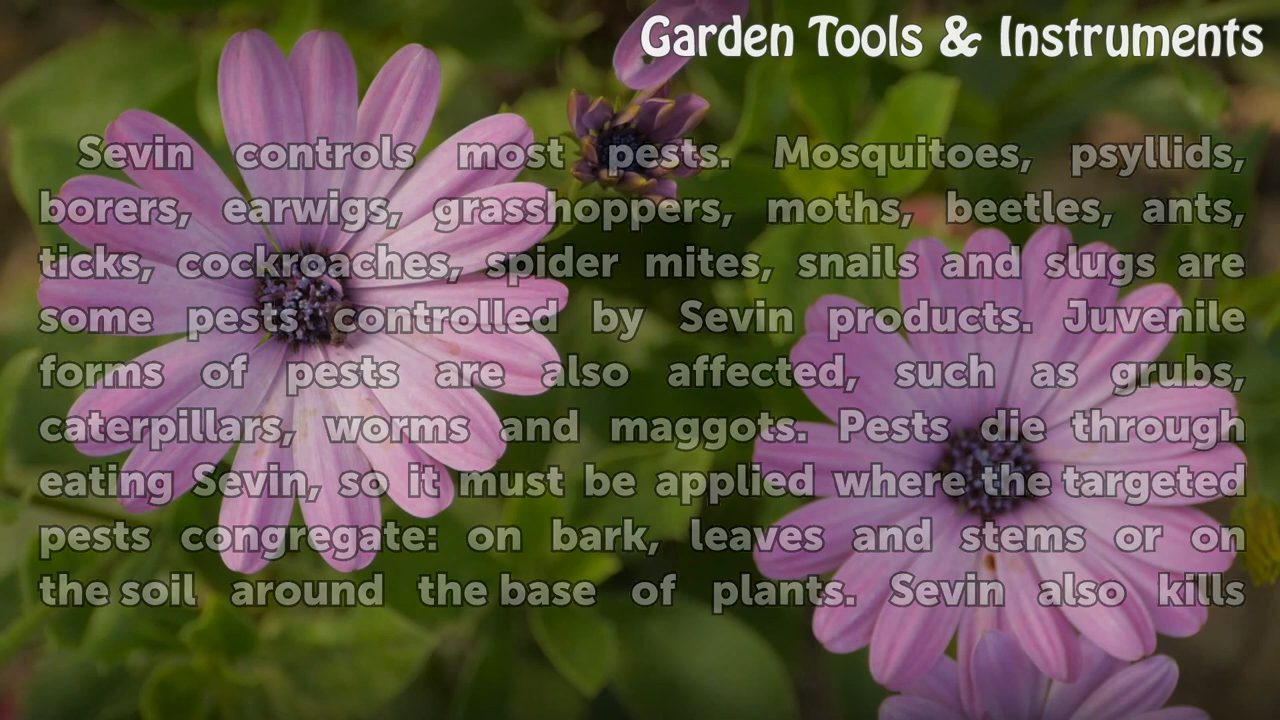 Garden Tools & Instruments
Sevin controls most pests. Mosquitoes, psyllids,
borers, earwigs, grasshoppers, moths, beetles, ants,
ticks, cockroaches, spider mites, snails and slugs are
some pests controlled by Sevin products. Juvenile
forms of pests are also affected, such as grubs,
caterpillars, worms and maggots. Pests die through
eating Sevin, so it must be applied where the targeted
pests congregate: on bark, leaves and stems or on
the soil around the base of plants. Sevin also kills